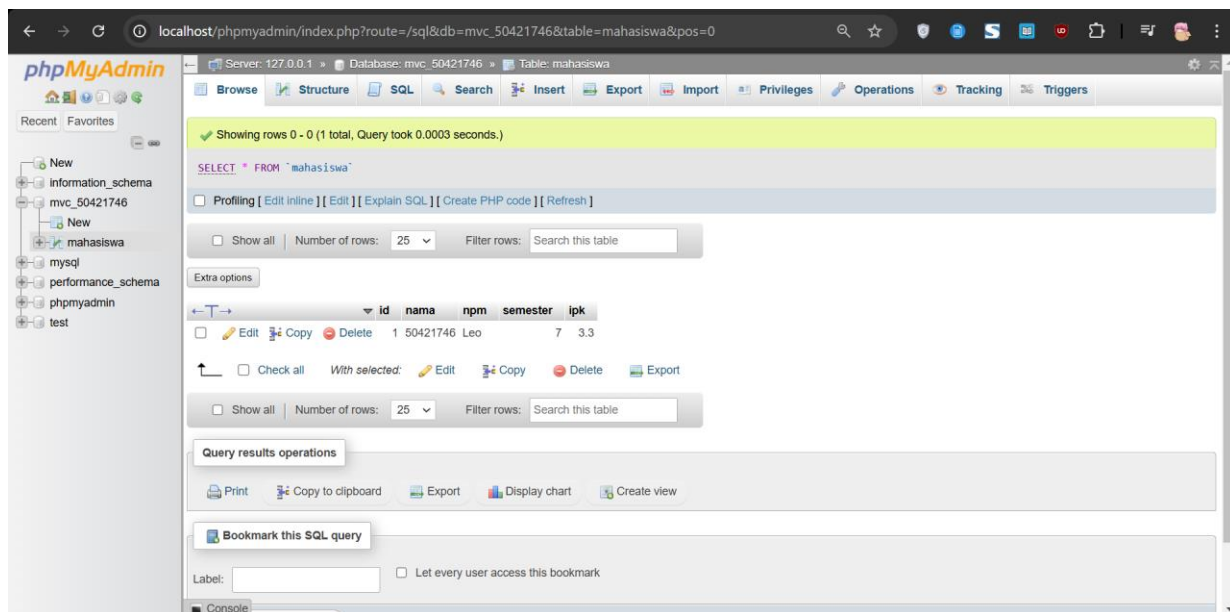 localhost/phpmyadmin/index.php?route=/sql&db=mvc_50421746&table=mahasiswa&pos=0
phpMyAdmin
Recent Favorites
New
information_schema
mvc_50421746
New
mahasiswa
mysql
performance_schema
phpmyadmin
test
Server: 127.0.0.1 » Database: mvc_50421746 » Table: mahasiswa
Browse Structure SQL Search Insert Export Import Privileges Operations Tracking Triggers
Showing rows 0 - 0 (1 total, Query took 0.0003 seconds.)
SELECT * FROM `mahasiswa`
Profiling [ Edit inline ] [ Edit ] [ Explain SQL ] [ Create PHP code ] [ Refresh ]
Show all | Number of rows: 25 Filter rows: Search this table
Extra options
←T→ id nama npm semester ipk
Edit Copy Delete 1 50421746 Leo 7 3.3
Check all With selected: Edit Copy Delete Export
Show all | Number of rows: 25 Filter rows: Search this table
Query results operations
Print Copy to clipboard Export Display chart Create view
Bookmark this SQL query
Label: Let every user access this bookmark
Console